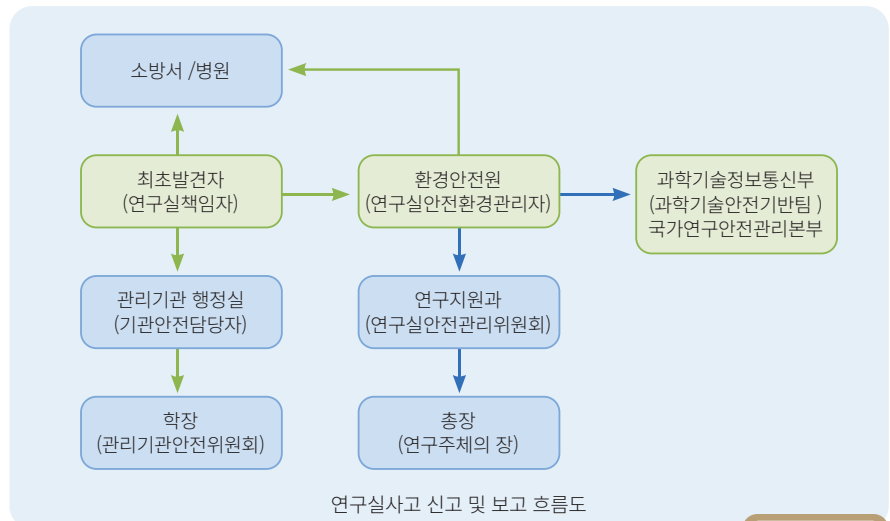 소방서 /병원
최초발견자
(연구실책임자)
환경안전원
(연구실안전환경관리자)
과학기술정보통신부
(과학기술안전기반팀 )
국가연구안전관리본부
관리기관 행정실
(기관안전담당자)
연구지원과
(연구실안전관리위원회)
학장
(관리기관안전위원회)
총장
(연구주체의 장)
연구실사고 신고 및 보고 흐름도